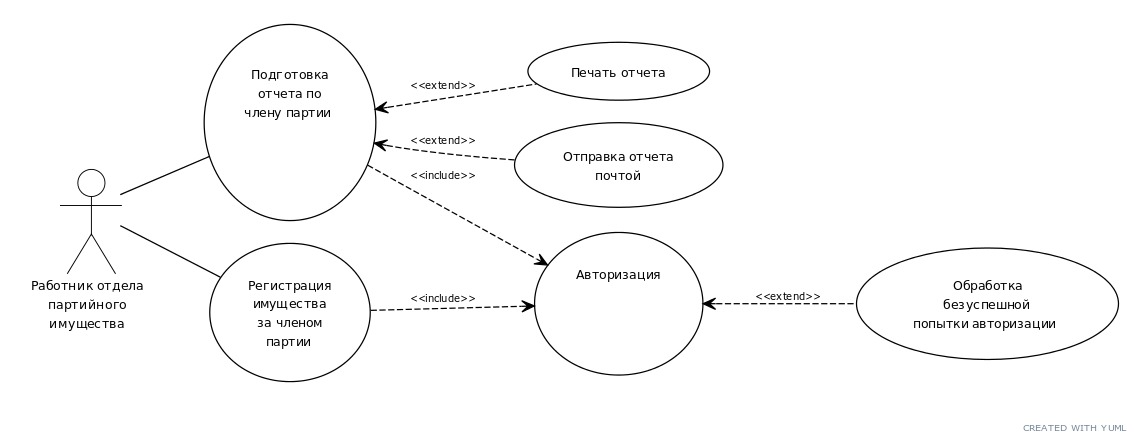 Подготовка
отчета по
члену партии
<<extend>>
Печать отчета
<<extend>>
Отправка отчета
почтой
<<include>>
Работник отдела
партийного
имущества
Регистрация
имущества
за членом
партии
<<include>>
Авторизация
<<extend>>
Обработка
безуспешной
попытки авторизации
CREATED WITH YUML